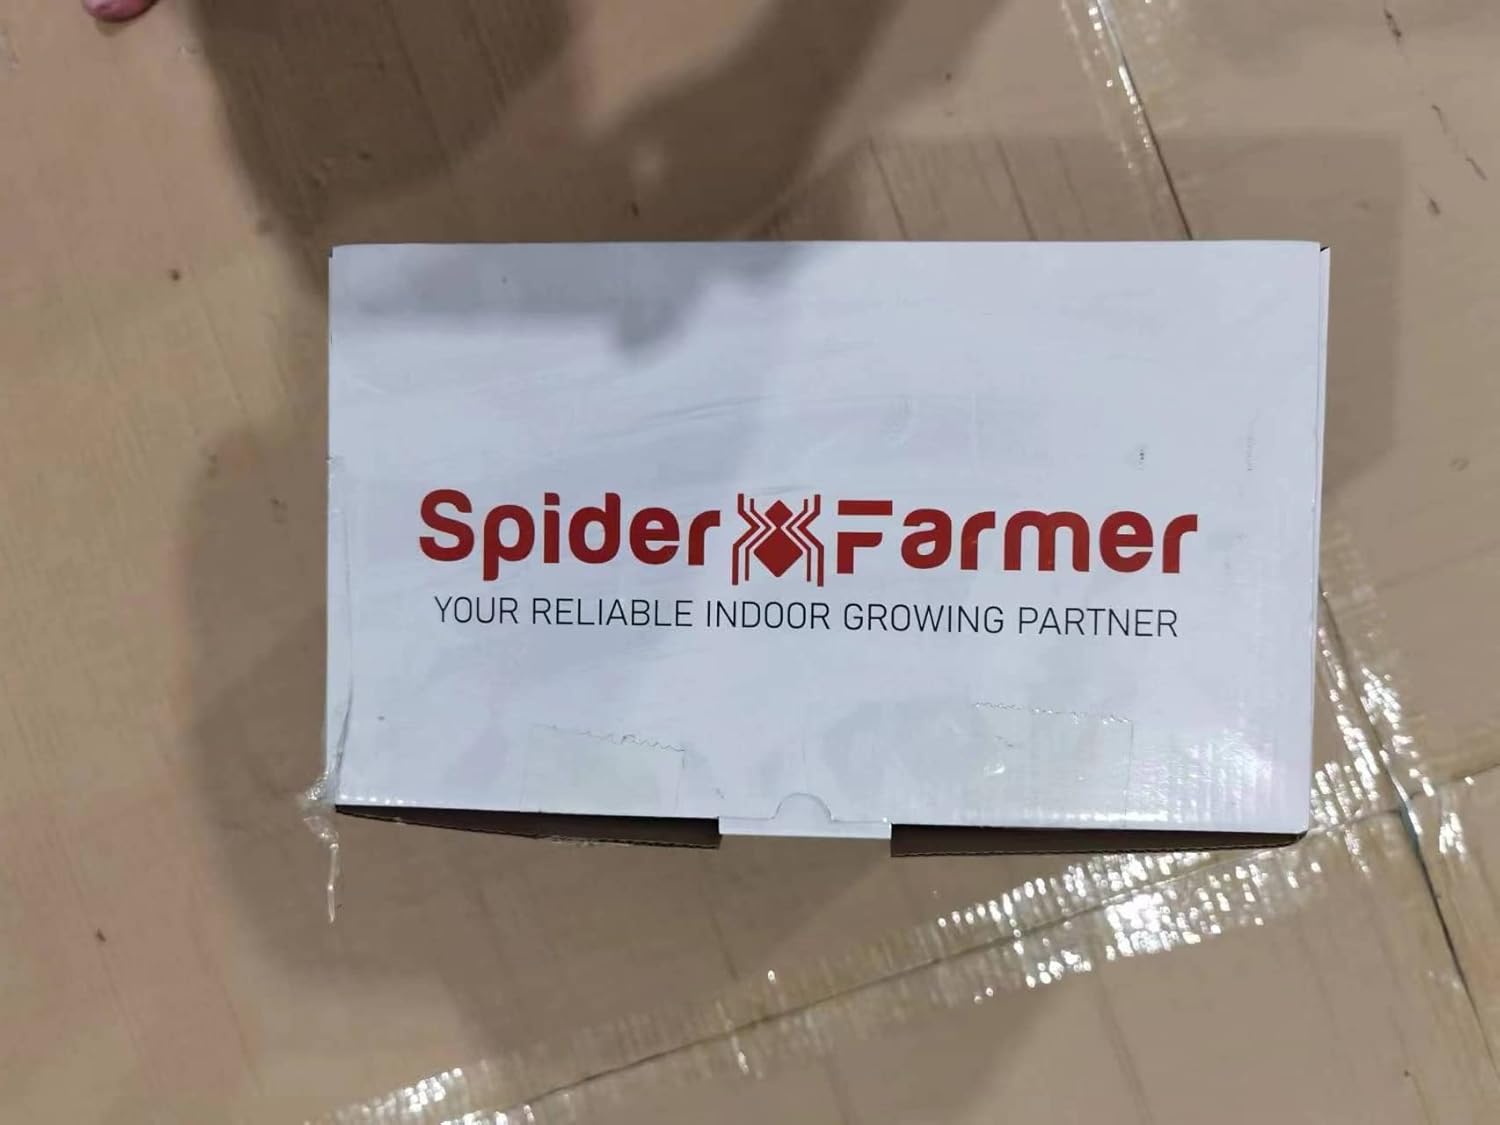 Spider Farmer
YOUR RELIABLE INDOOR GROWING PARTNER